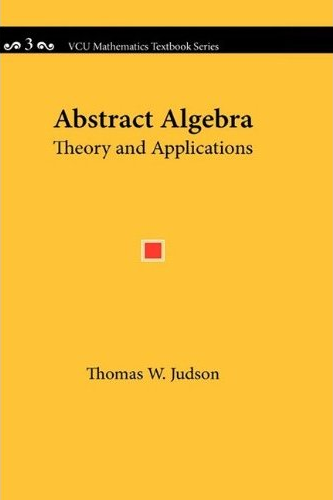 3 VCU Mathematics Textbook Series
Abstract Algebra
Theory and Applications
Thomas W. Judson